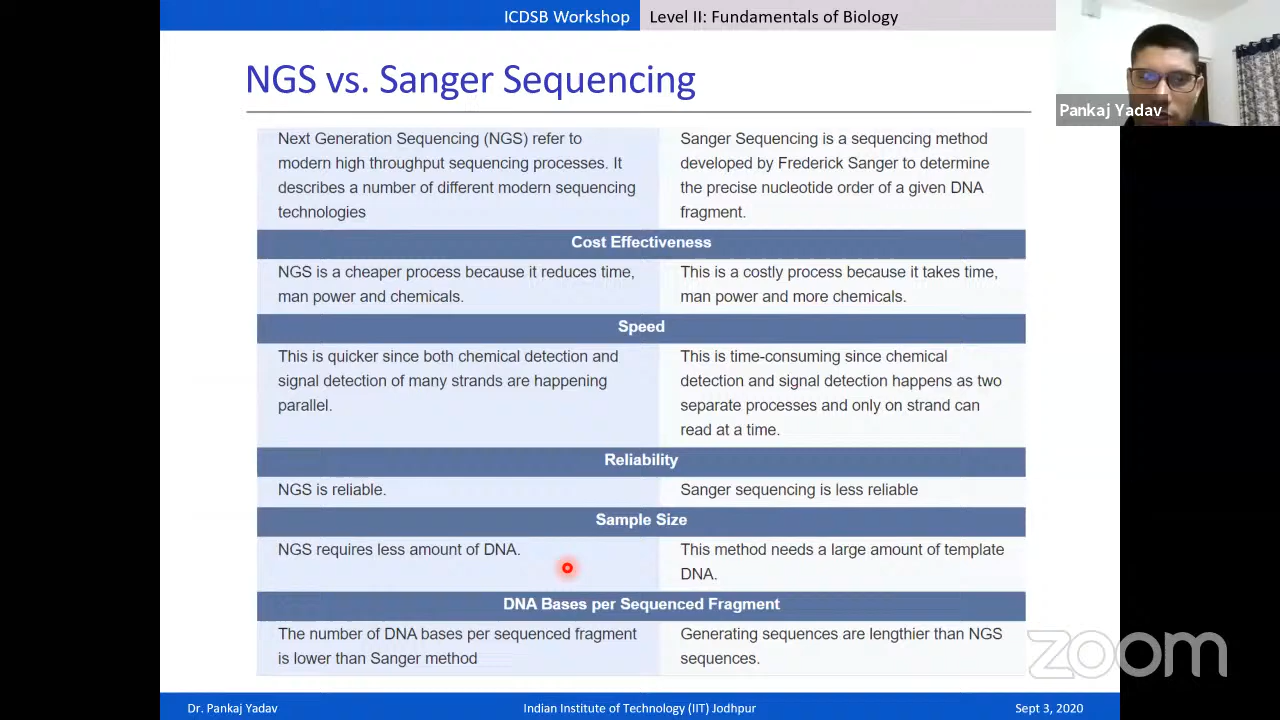 ICDSB Workshop
Level II: Fundamentals of Biology
NGS vs. Sanger Sequencing
Pankaj Yadav
Next Generation Sequencing (NGS) refer to
modern high throughput sequencing processes. It
describes a number of different modern sequencing
technologies
Sanger Sequencing is a sequencing method
developed by Frederick Sanger to determine
the precise nucleotide order of a given DNA
fragment.
Cost Effectiveness
NGS is a cheaper process because it reduces time,
man power and chemicals.
This is a costly process because it takes time,
man power and more chemicals.
Speed
This is quicker since both chemical detection and
signal detection of many strands are happening
parallel.
This is time-consuming since chemical
detection and signal detection happens as two
separate processes and only on strand can
read at a time.
Reliability
NGS is reliable.
Sanger sequencing is less reliable
Sample Size
NGS requires less amount of DNA.
This method needs a large amount of template
DNA.
DNA Bases per Sequenced Fragment
The number of DNA bases per sequenced fragment
is lower than Sanger method
Generating sequences are lengthier than NGS
sequences.
zoom
Dr. Pankaj Yadav
Indian Institute of Technology (IIT) Jodhpur
Sept 3, 2020